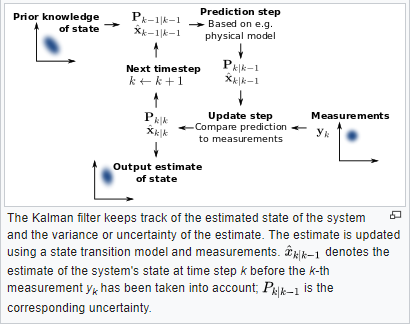 Prior knowledge
of state
P_{k−1|k−1}
x̂_{k−1|k−1}
Prediction step
Based on e.g.
physical model
Next timestep
k ← k + 1
P_{k|k−1}
x̂_{k|k−1}
P_{k|k}
x̂_{k|k}
Update step
Compare prediction
to measurements
Measurements
y_k
Output estimate
of state
The Kalman filter keeps track of the estimated state of the system
and the variance or uncertainty of the estimate. The estimate is updated
using a state transition model and measurements. x̂_{k|k−1} denotes the
estimate of the system's state at time step k before the k-th
measurement y_k has been taken into account; P_{k|k−1} is the
corresponding uncertainty.